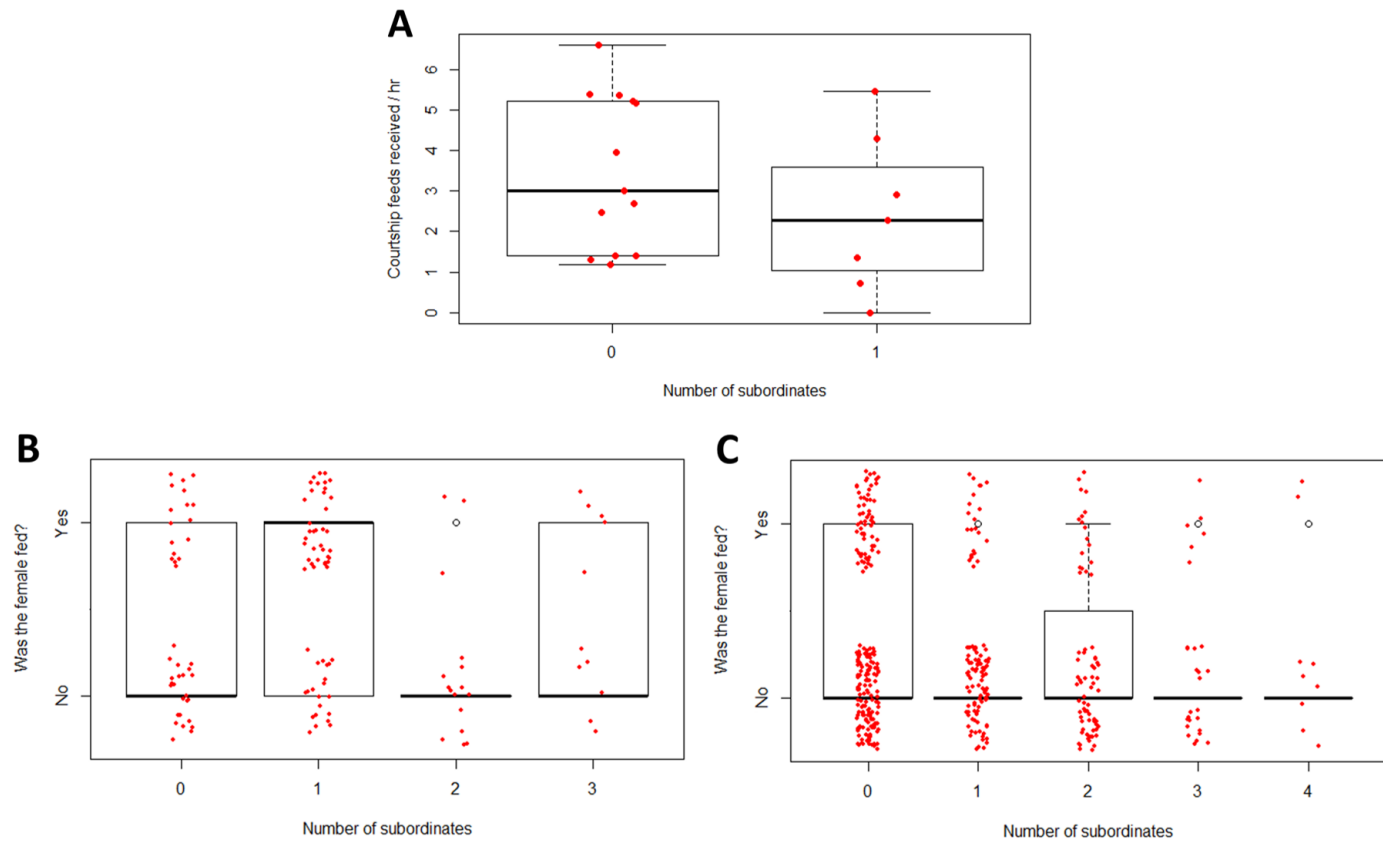 A
Courtship feeds received / hr
6
5
4
3
2
1
0
0 1
Number of subordinates
B
Was the female fed?
Yes
No
0 1 2 3
Number of subordinates
C
Was the female fed?
Yes
No
0 1 2 3 4
Number of subordinates